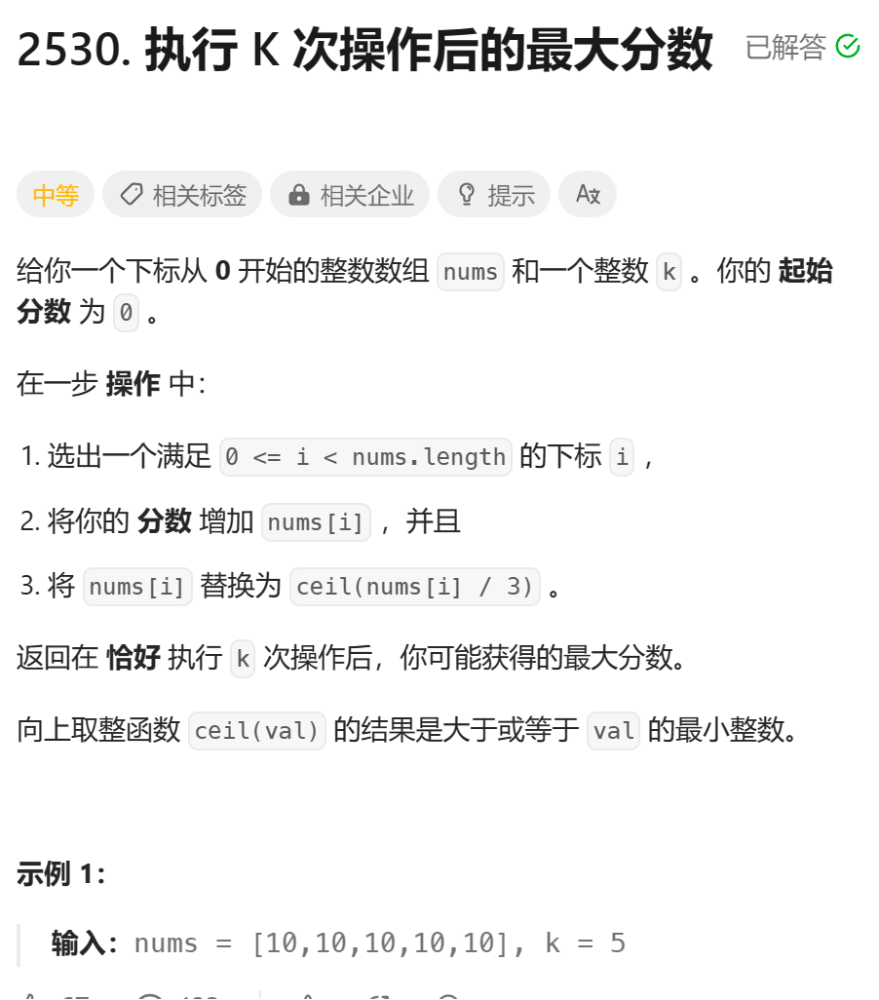 2530. 执行 K 次操作后的最大分数 已解答
中等 相关标签 相关企业 提示 Aⅹ
给你一个下标从 0 开始的整数数组 nums 和一个整数 k 。你的 起始
分数 为 0 。
在一步 操作 中：
1. 选出一个满足 0 <= i < nums.length 的下标 i ，
2. 将你的 分数 增加 nums[i] ，并且
3. 将 nums[i] 替换为 ceil(nums[i] / 3) 。
返回在 恰好 执行 k 次操作后，你可能获得的最大分数。
向上取整函数 ceil(val) 的结果是大于或等于 val 的最小整数。
示例 1：
输入：nums = [10,10,10,10,10], k = 5